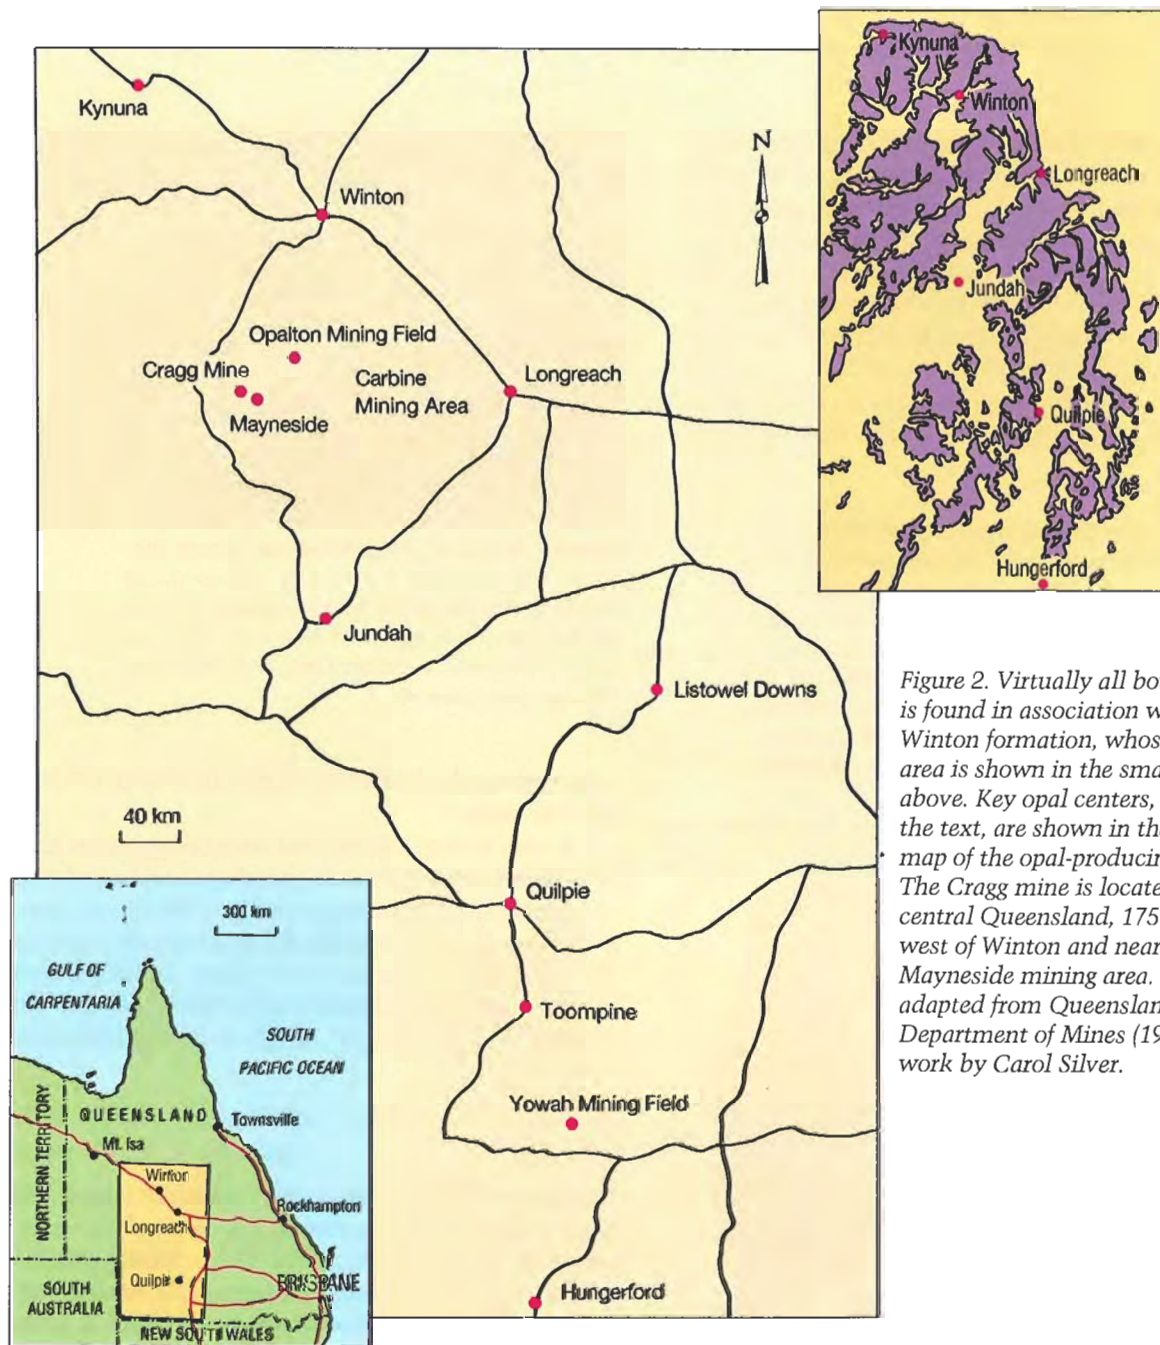 Kynuna
Winton
Opalton Mining Field
Cragg Mine
Carbine
Mining Area
Mayneside
Longreach
N
Jundah
Listowel Downs
40 km
Quilpie
Toompine
Yowah Mining Field
Hungerford
Kynuna
Winton
Longreach
Jundah
Quilpie
Hungerford
300 km
GULF OF
CARPENTARIA
SOUTH
PACIFIC OCEAN
NORTHERN TERRITORY
QUEENSLAND
Townsville
Mt. Isa
Winton
Longreach
Rockhampton
Quilpie
BRISBANE
SOUTH
AUSTRALIA
NEW SOUTH WALES
Figure 2. Virtually all bo
is found in association w
Winton formation, whos
area is shown in the sma
above. Key opal centers,
the text, are shown in the
map of the opal-producin
The Cragg mine is locate
central Queensland, 175
west of Winton and near
Mayneside mining area.
adapted from Queenslan
Department of Mines (19
work by Carol Silver.